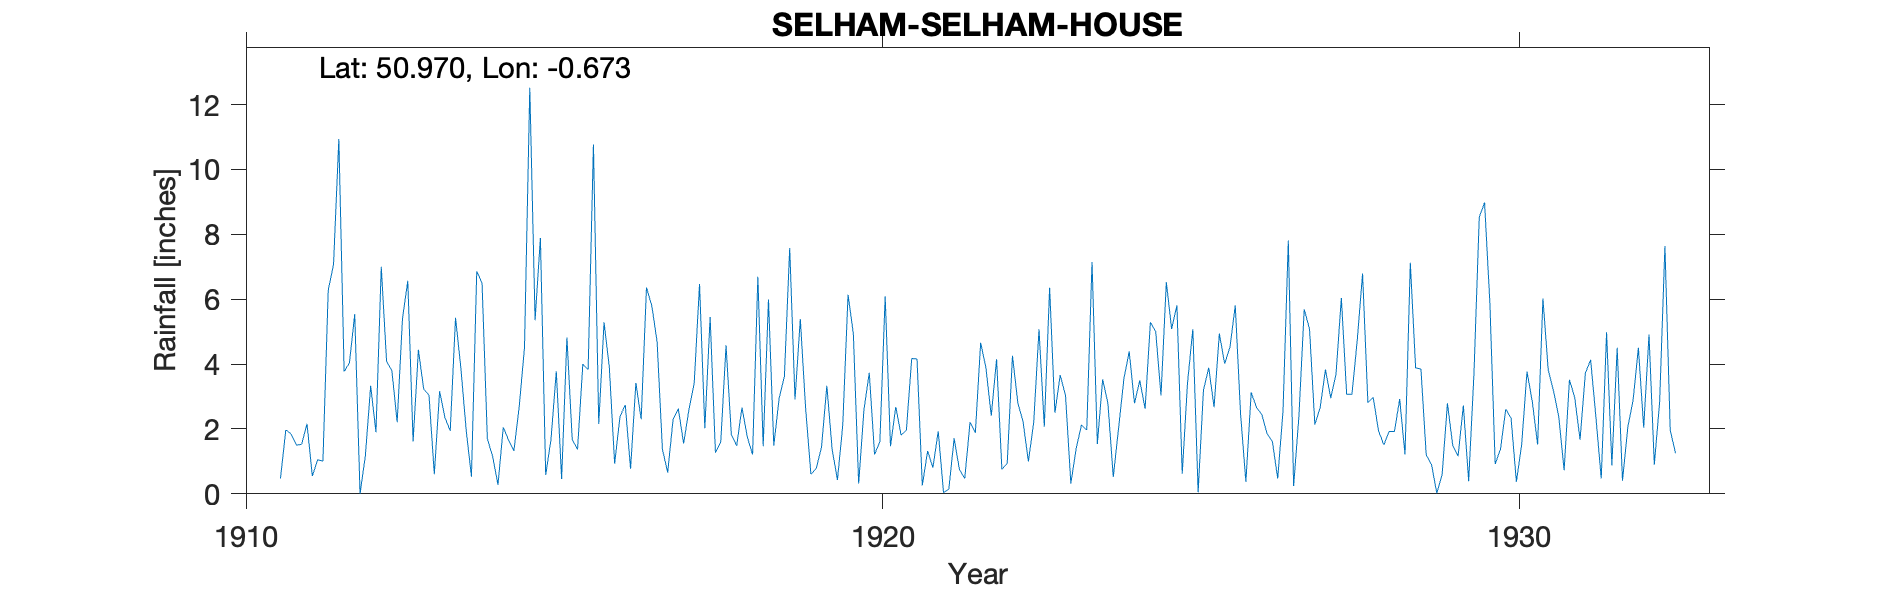 SELHAM-SELHAM-HOUSE
Lat: 50.970, Lon: -0.673
12
10
8
6
4
2
0
Rainfall [inches]
1910 1920 1930
Year